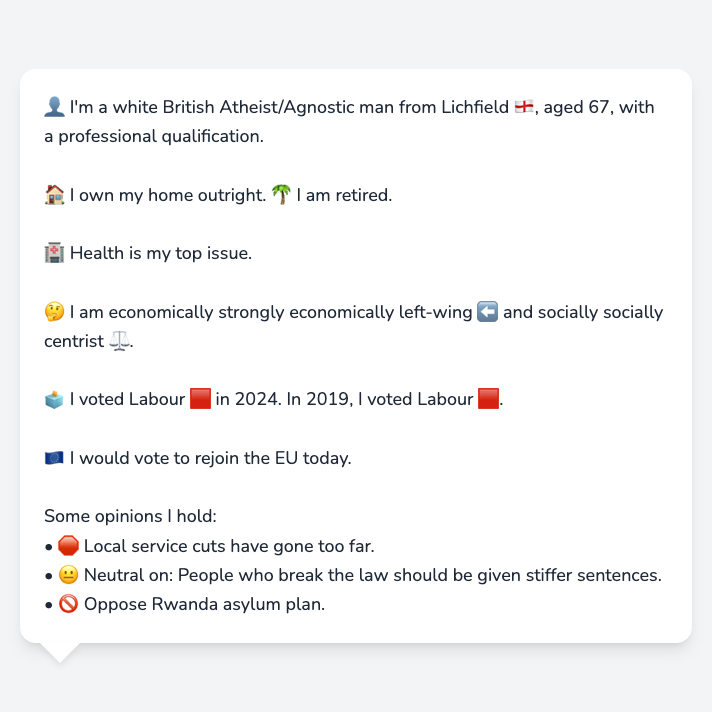 👤 I'm a white British Atheist/Agnostic man from Lichfield 🏴󠁧󠁢󠁥󠁮󠁧󠁿, aged 67, with
a professional qualification.
🏠 I own my home outright. 🌴 I am retired.
🏥 Health is my top issue.
🤔 I am economically strongly economically left-wing ⬅️ and socially socially
centrist ⚖️.
🗳️ I voted Labour 🟥 in 2024. In 2019, I voted Labour 🟥.
🇪🇺 I would vote to rejoin the EU today.
Some opinions I hold:
• 🛑 Local service cuts have gone too far.
• 😐 Neutral on: People who break the law should be given stiffer sentences.
• 🚫 Oppose Rwanda asylum plan.